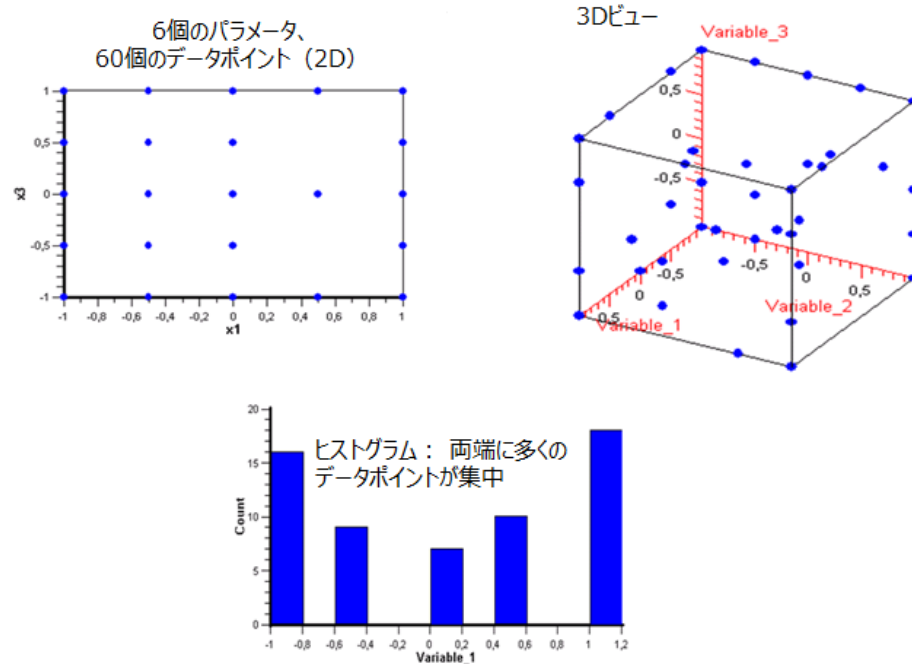 6個のパラメータ、
60個のデータポイント（2D）
1
0,5
0
-0,5
-1
x3
-1 -0,8 -0,6 -0,4 -0,2 0 0,2 0,4 0,6 0,8 1
x1
3Dビュー
Variable_3
0,5
0
-0,5
-0,5
-0,5
0
0
0,5
0,5
Variable_2
Variable_1
ヒストグラム： 両端に多くの
データポイントが集中
20
15
10
5
0
Count
-1 -0,8 -0,6 -0,4 -0,2 0 0,2 0,4 0,6 0,8 1 1,2
Variable_1